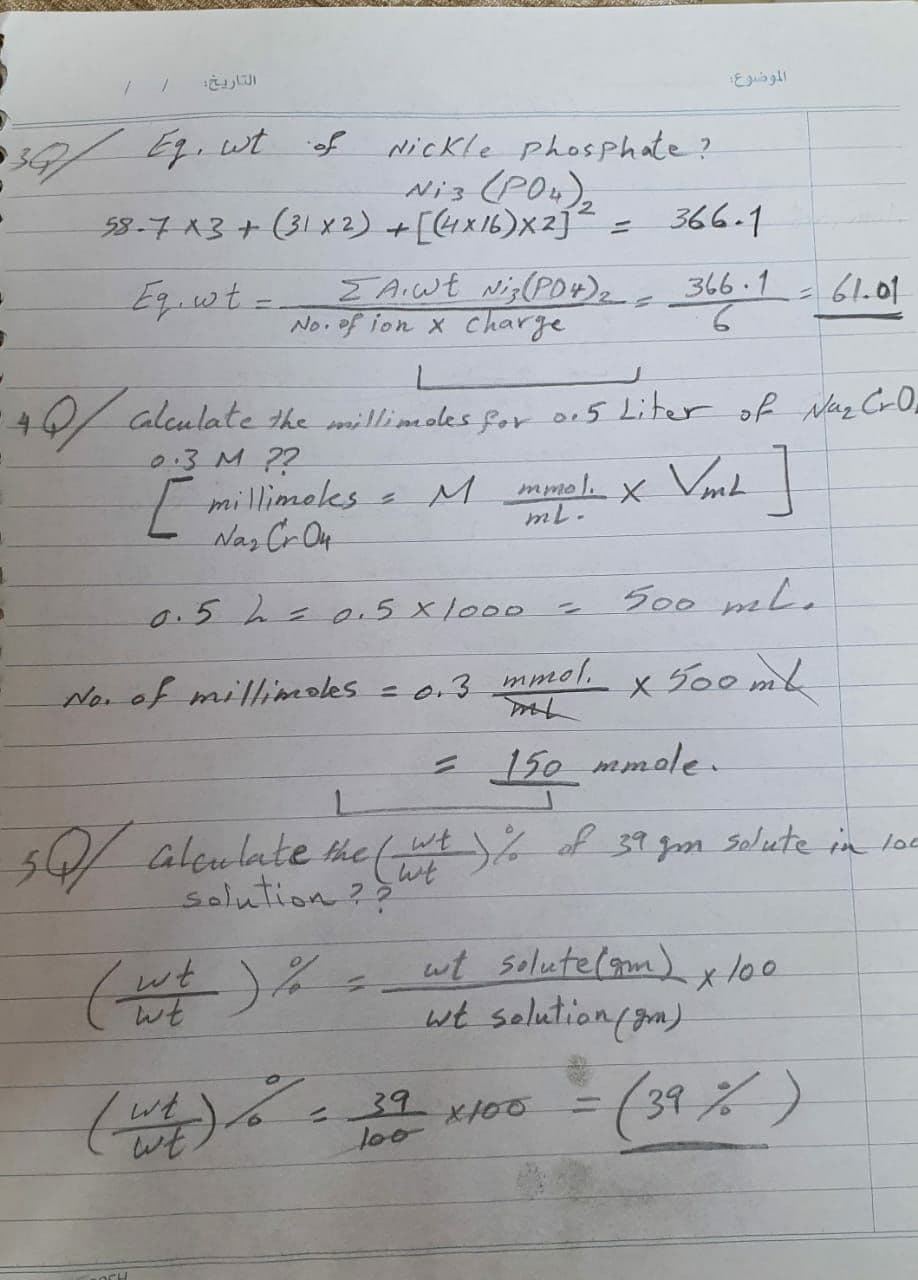 الموضوع:
التاريخ: / /
3Q/ Eq. wt of Nickle phosphate?
Ni3 (PO4)2
58.7 x3 + (31 x2) + [(4x16)x2] = 366.1
Eq. wt = Σ A.wt Ni3(PO4)2 / No. of ion x charge = 366.1 / 6 = 61.01
4Q/ Calculate the millimoles for 0.5 Liter of Na2 CrO
0.3 M ??
[ millimoles = M mmol. / mL. x VmL ]
Na2 CrO4
0.5 L = 0.5 x 1000 = 500 mL.
No. of millimoles = 0.3 mmol. / mL x 500 mL
= 150 mmole.
5Q/ Calculate the (wt / wt)% of 39 gm solute in 100
solution ??
(wt / wt)% = wt solute(gm) / wt solution(gm) x 100
(wt / wt)% = 39 / 100 x100 = (39 %)